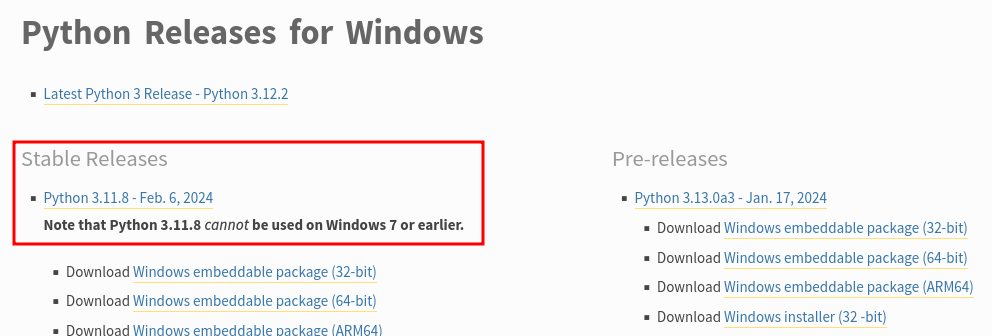 Python Releases for Windows
Latest Python 3 Release - Python 3.12.2
Stable Releases
Python 3.11.8 - Feb. 6, 2024
Note that Python 3.11.8 cannot be used on Windows 7 or earlier.
Download Windows embeddable package (32-bit)
Download Windows embeddable package (64-bit)
Download Windows embeddable package (ARM64)
Pre-releases
Python 3.13.0a3 - Jan. 17, 2024
Download Windows embeddable package (32-bit)
Download Windows embeddable package (64-bit)
Download Windows embeddable package (ARM64)
Download Windows installer (32 -bit)